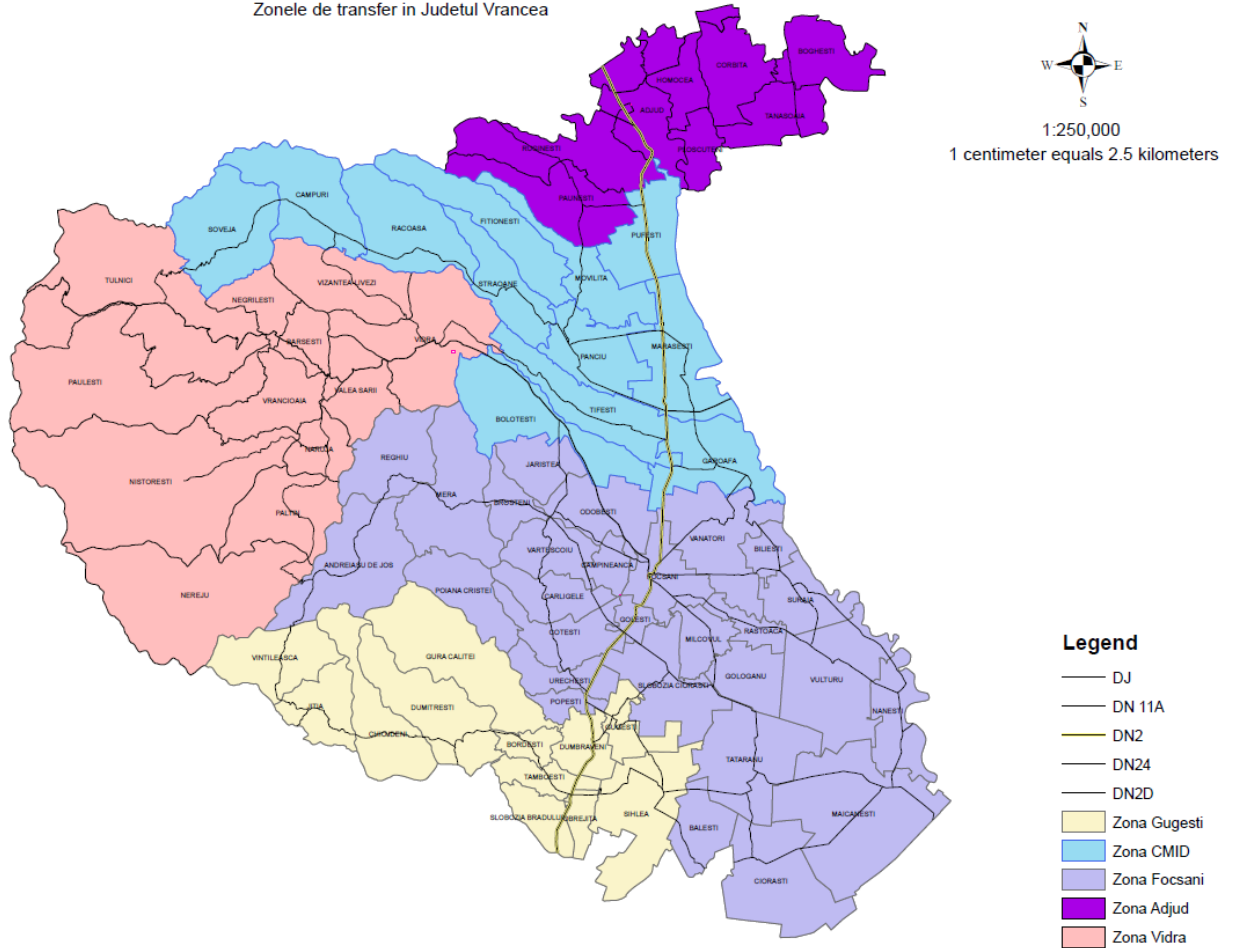 Zonele de transfer in Judetul Vrancea
N
W E
S
1:250,000
1 centimeter equals 2.5 kilometers
BOGHESTI
CORBITA
HOMOCEA
ADJUD
TANASOAIA
PLOSCUTENI
RUGINESTI
PAUNESTI
CAMPURI
SOVEJA
RACOASA
FITIONESTI
PUFESTI
MOVILITA
TULNICI
VIZANTEA-LIVEZI
STRAOANE
NEGRILESTI
BARSESTI
VIDRA
MARASESTI
PANCIU
PAULESTI
VALEA SARII
VRANCIOAIA
TIFESTI
BOLOTESTI
NARUJA
REGHIU
JARISTEA
GAROAFA
NISTORESTI
MERA
BROSTENI
ODOBESTI
PALTIN
VANATORI
BILIESTI
VARTESCOIU
CAMPINEANCA
ANDREIASU DE JOS
FOCSANI
POIANA CRISTEI
NEREJU
CARLIGELE
SURAIA
GOLESTI
COTESTI
MILCOVUL
RASTOACA
VINTILEASCA
GURA CALITEI
GOLOGANU
VULTURU
URECHESTI
SLOBOZIA CIORASTI
POPESTI
JITIA
DUMITRESTI
NANESTI
CHIOJDENI
GUGESTI
BORDESTI
DUMBRAVENI
TATARANU
TAMBOESTI
SLOBOZIA BRADULUI
OBREJITA
SIHLEA
MAICANESTI
BALESTI
CIORASTI
Legend
DJ
DN 11A
DN2
DN24
DN2D
Zona Gugesti
Zona CMID
Zona Focsani
Zona Adjud
Zona Vidra